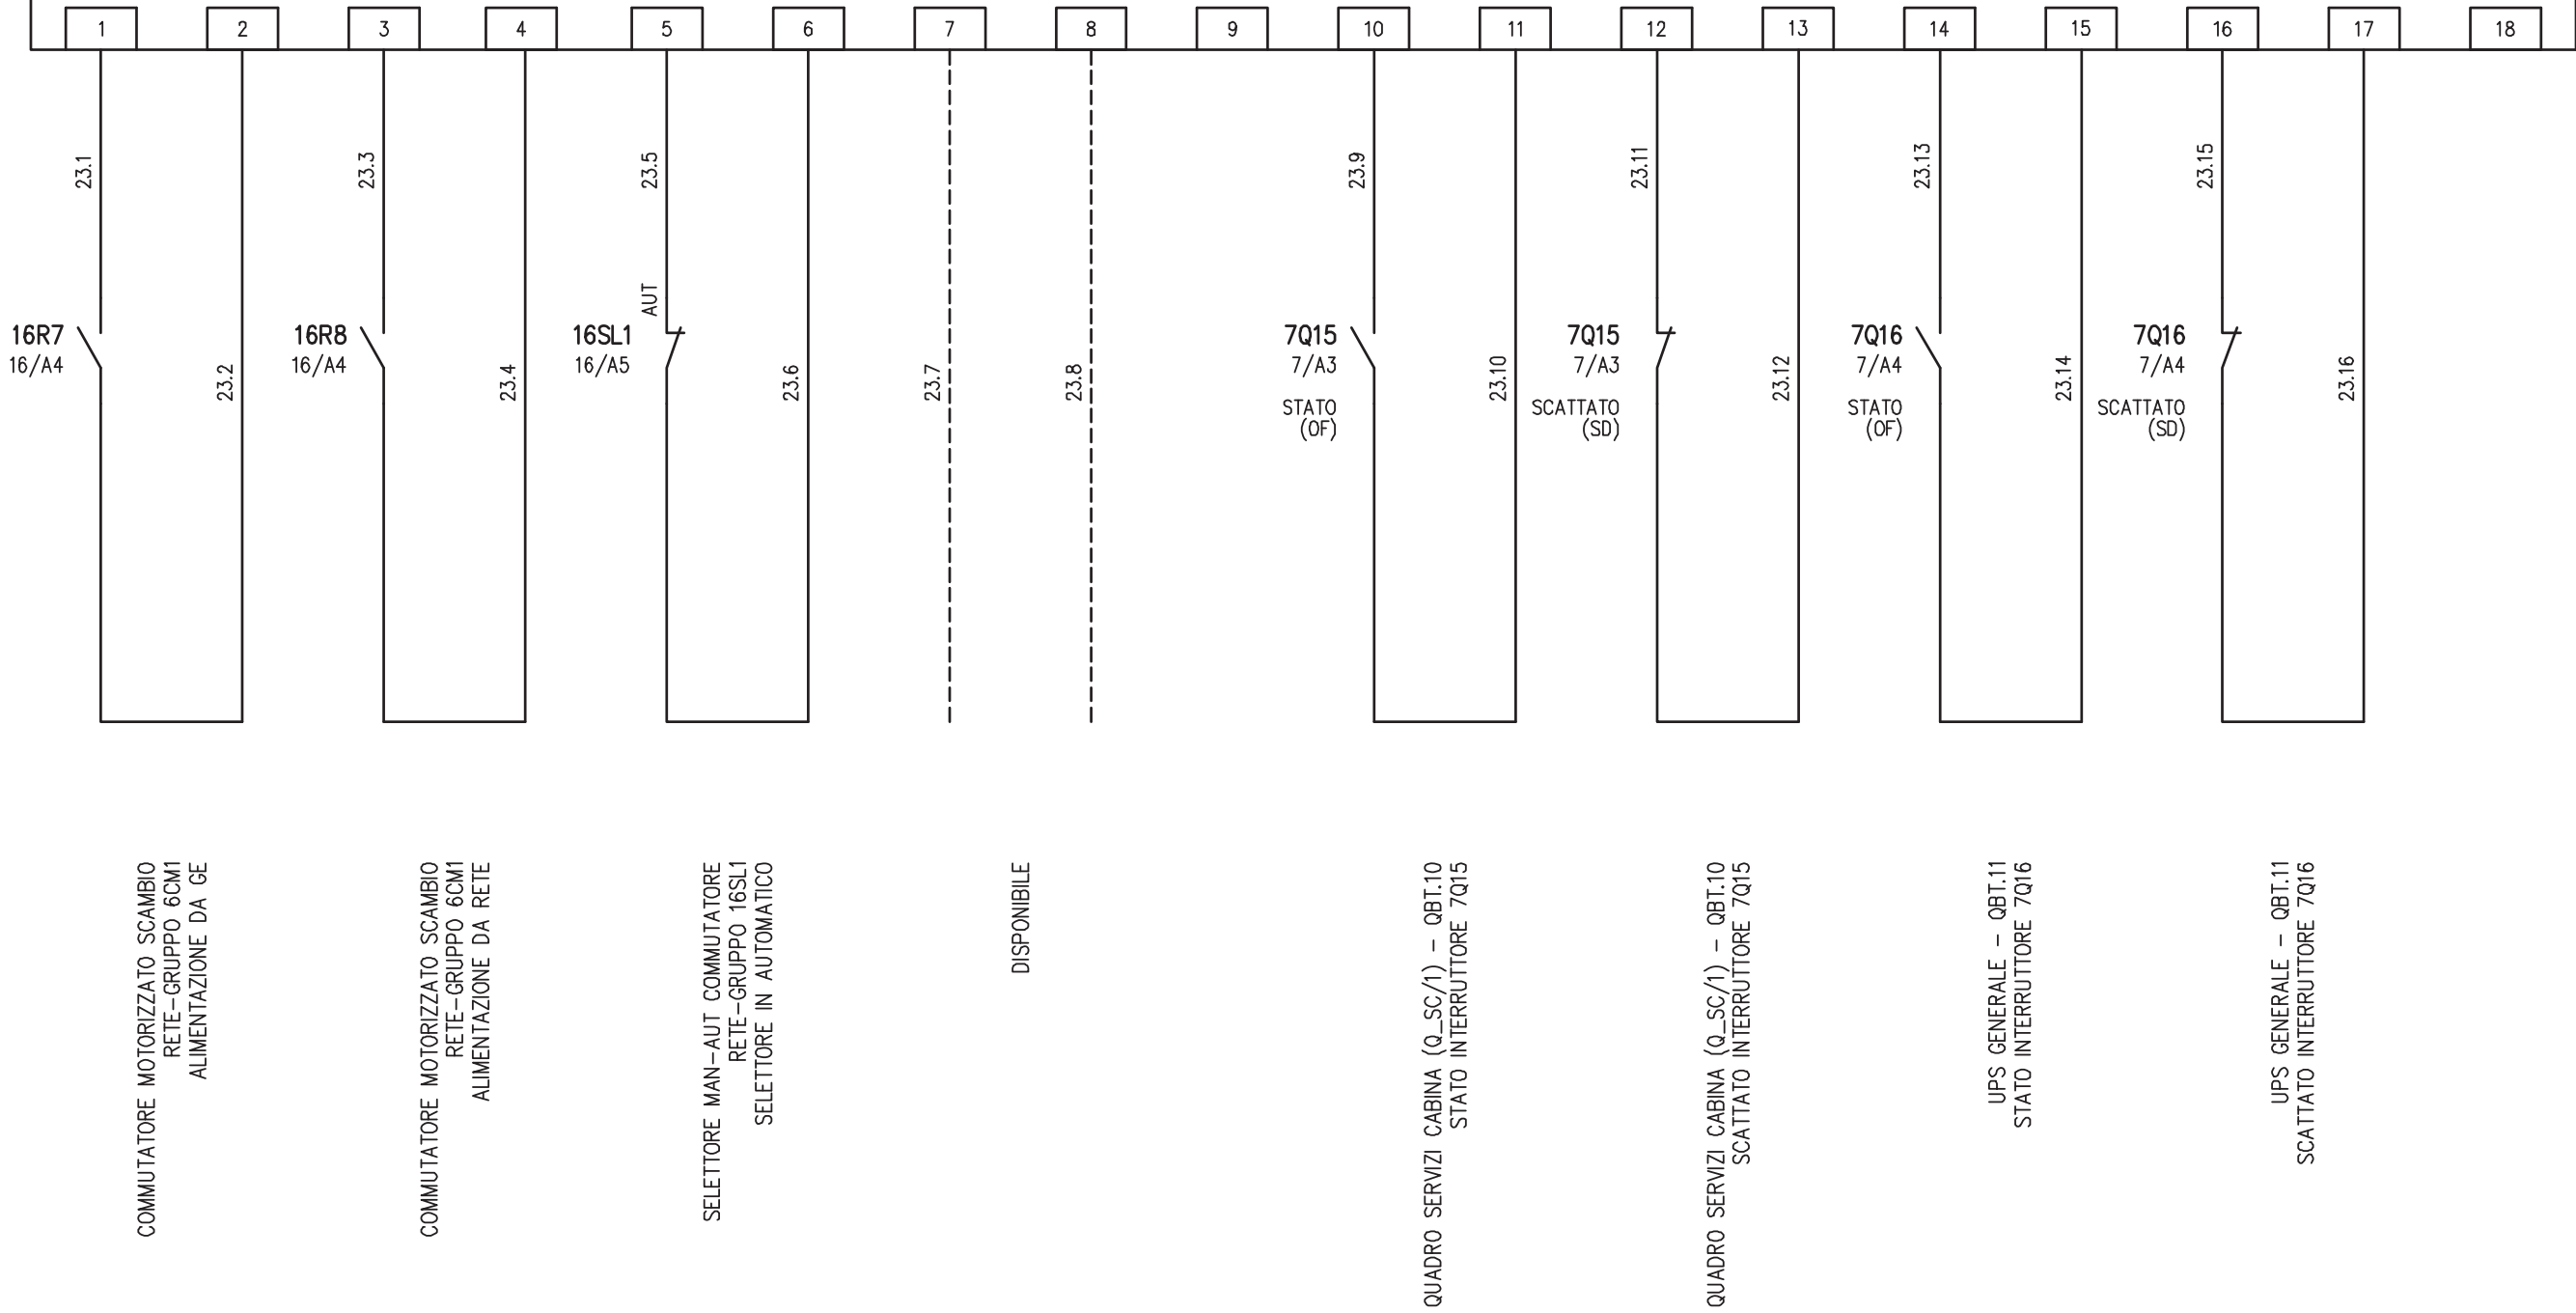 1
2
3
4
5
6
7
8
9
10
11
12
13
14
15
16
17
18
23.1
23.3
23.5
23.9
23.11
23.13
23.15
AUT
16R7
16/A4
23.2
16R8
16/A4
23.4
16SL1
16/A5
23.6
23.7
23.8
7Q15
7/A3
STATO
(OF)
23.10
7Q15
7/A3
SCATTATO
(SD)
23.12
7Q16
7/A4
STATO
(OF)
23.14
7Q16
7/A4
SCATTATO
(SD)
23.16
COMMUTATORE MOTORIZZATO SCAMBIO
RETE-GRUPPO 6CM1
ALIMENTAZIONE DA GE
COMMUTATORE MOTORIZZATO SCAMBIO
RETE-GRUPPO 6CM1
ALIMENTAZIONE DA RETE
SELETTORE MAN-AUT COMMUTATORE
RETE-GRUPPO 16SL1
SELETTORE IN AUTOMATICO
DISPONIBILE
QUADRO SERVIZI CABINA (Q_SC/1) - QBT.10
STATO INTERRUTTORE 7Q15
QUADRO SERVIZI CABINA (Q_SC/1) - QBT.10
SCATTATO INTERRUTTORE 7Q15
UPS GENERALE - QBT.11
STATO INTERRUTTORE 7Q16
UPS GENERALE - QBT.11
SCATTATO INTERRUTTORE 7Q16